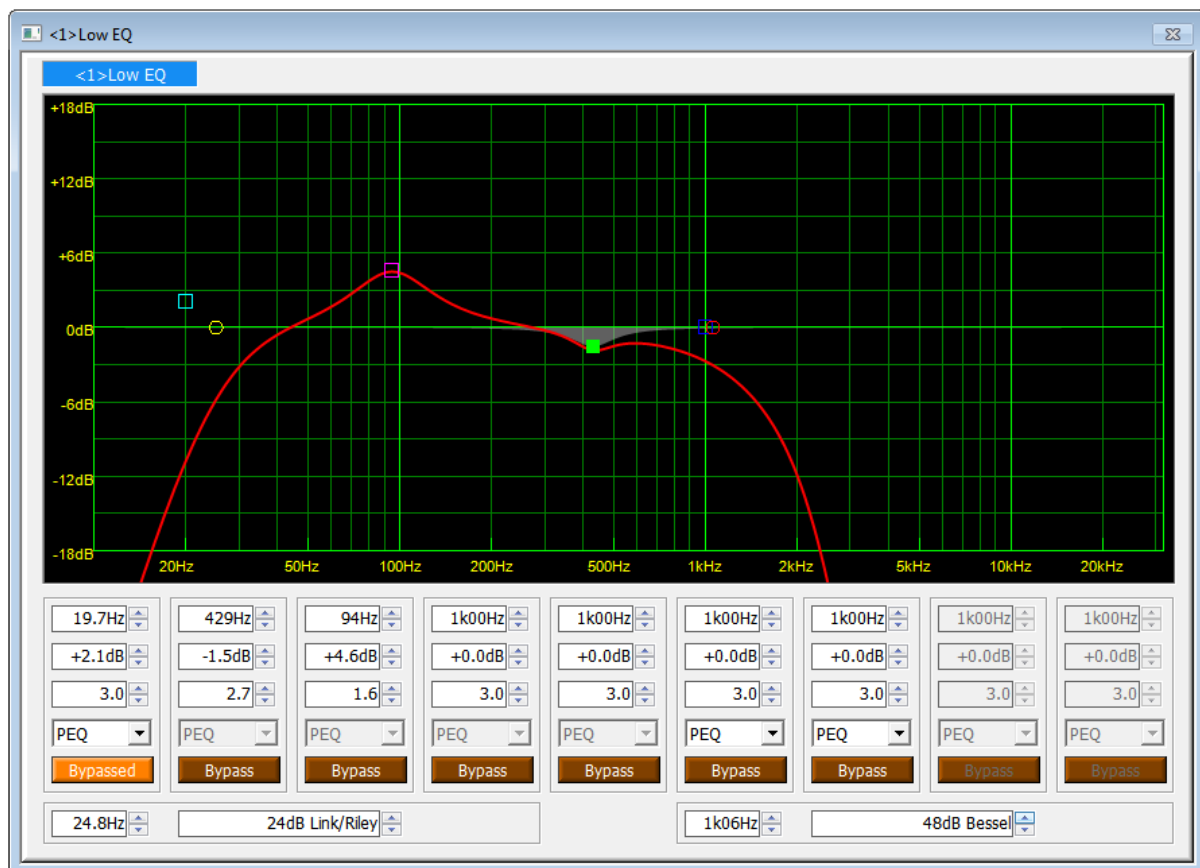 <1>Low EQ
<1>Low EQ
+18dB
+12dB
+6dB
0dB
-6dB
-12dB
-18dB
20Hz 50Hz 100Hz 200Hz 500Hz 1kHz 2kHz 5kHz 10kHz 20kHz
19.7Hz 429Hz 94Hz 1k00Hz 1k00Hz 1k00Hz 1k00Hz 1k00Hz 1k00Hz
+2.1dB -1.5dB +4.6dB +0.0dB +0.0dB +0.0dB +0.0dB +0.0dB +0.0dB
3.0 2.7 1.6 3.0 3.0 3.0 3.0 3.0 3.0
PEQ PEQ PEQ PEQ PEQ PEQ PEQ PEQ PEQ
Bypassed Bypass Bypass Bypass Bypass Bypass Bypass Bypass Bypass
24.8Hz 24dB Link/Riley 1k06Hz 48dB Bessel